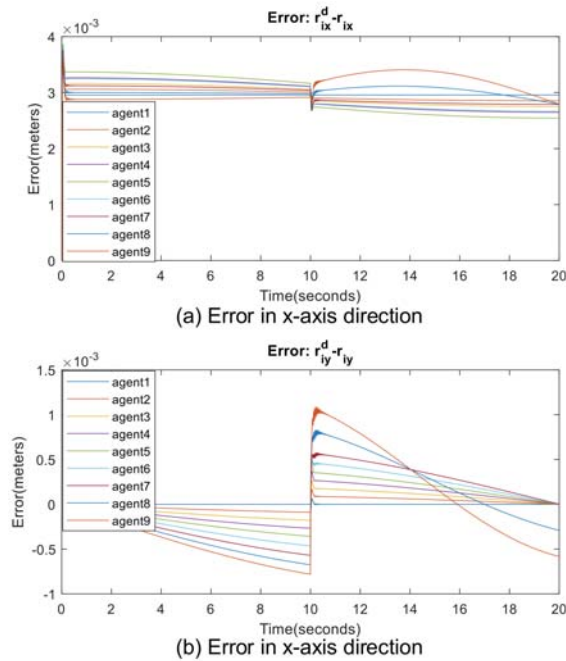 Error: r^d_ix-r_ix
×10^-3
4
3
2
1
0
Error(meters)
agent1
agent2
agent3
agent4
agent5
agent6
agent7
agent8
agent9
0 2 4 6 8 10 12 14 16 18 20
Time(seconds)
(a) Error in x-axis direction
Error: r^d_iy-r_iy
×10^-3
1.5
1
0.5
0
-0.5
-1
Error(meters)
agent1
agent2
agent3
agent4
agent5
agent6
agent7
agent8
agent9
0 2 4 6 8 10 12 14 16 18 20
Time(seconds)
(b) Error in x-axis direction